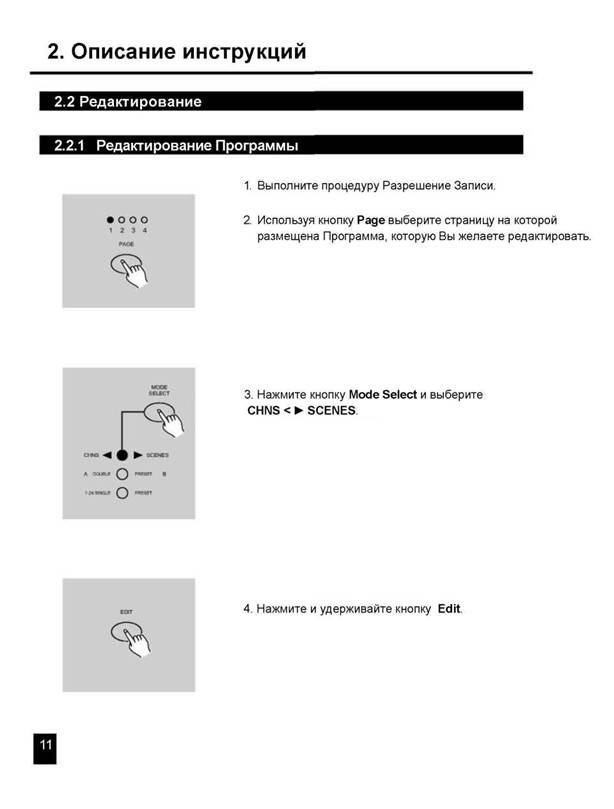 2. Описание инструкций
2.2 Редактирование
2.2.1 Редактирование Программы
1. Выполните процедуру Разрешение Записи.
2. Используя кнопку Page выберите страницу на которой
размещена Программа, которую Вы желаете редактировать.
1 2 3 4
PAGE
3. Нажмите кнопку Mode Select и выберите
CHNS < ► SCENES.
MODE
SELECT
CHNS ◄ ► SCENES
A DOUBLE PRESET B
1-24 SINGLE PRESET
4. Нажмите и удерживайте кнопку Edit.
EDIT
11